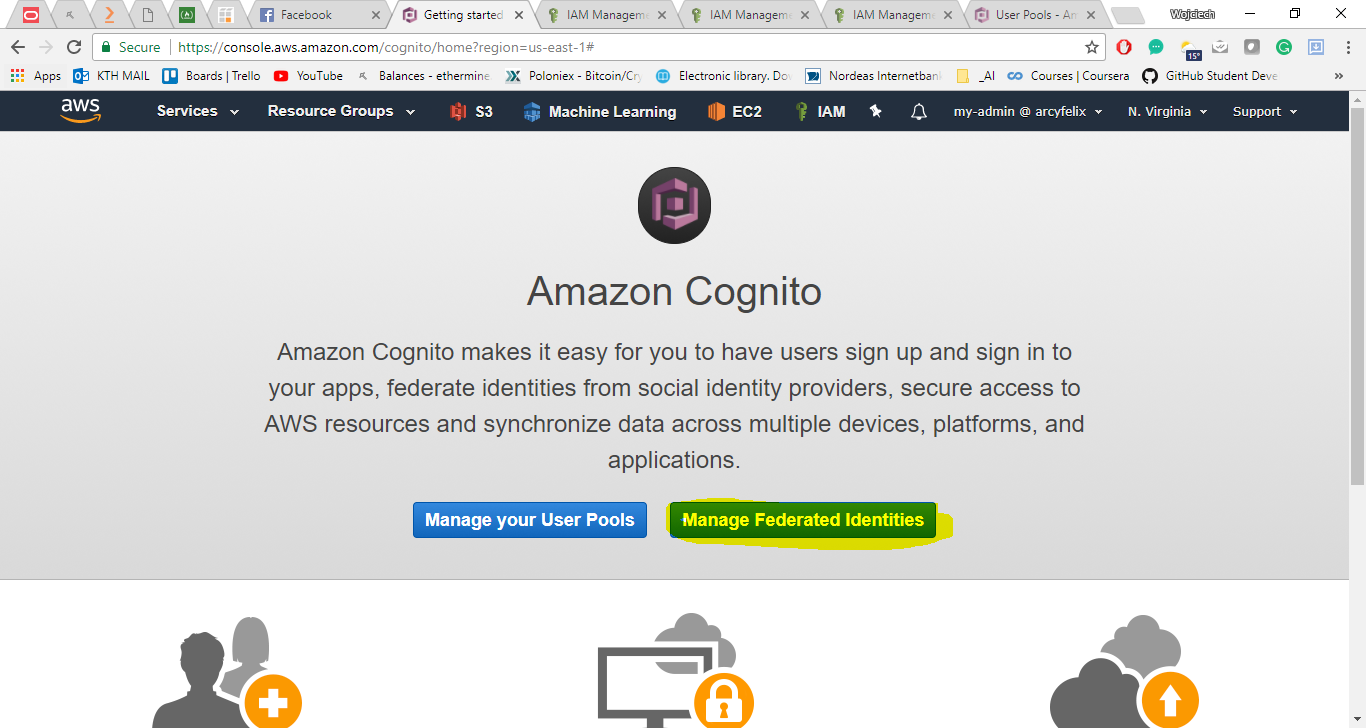 Facebook
Getting started
IAM Managem
IAM Managem
IAM Managem
User Pools - Am
Wojciech
Secure
https://console.aws.amazon.com/cognito/home?region=us-east-1#
15°
Apps
KTH MAIL
Boards | Trello
YouTube
Balances - ethermine
Poloniex - Bitcoin/Cry
Electronic library. Do
Nordeas Internetban
_AI
Courses | Coursera
GitHub Student Deve
»
aws
Services
Resource Groups
S3
Machine Learning
EC2
IAM
my-admin @ arcyfelix
N. Virginia
Support
Amazon Cognito
Amazon Cognito makes it easy for you to have users sign up and sign in to
your apps, federate identities from social identity providers, secure access to
AWS resources and synchronize data across multiple devices, platforms, and
applications.
Manage your User Pools
Manage Federated Identities